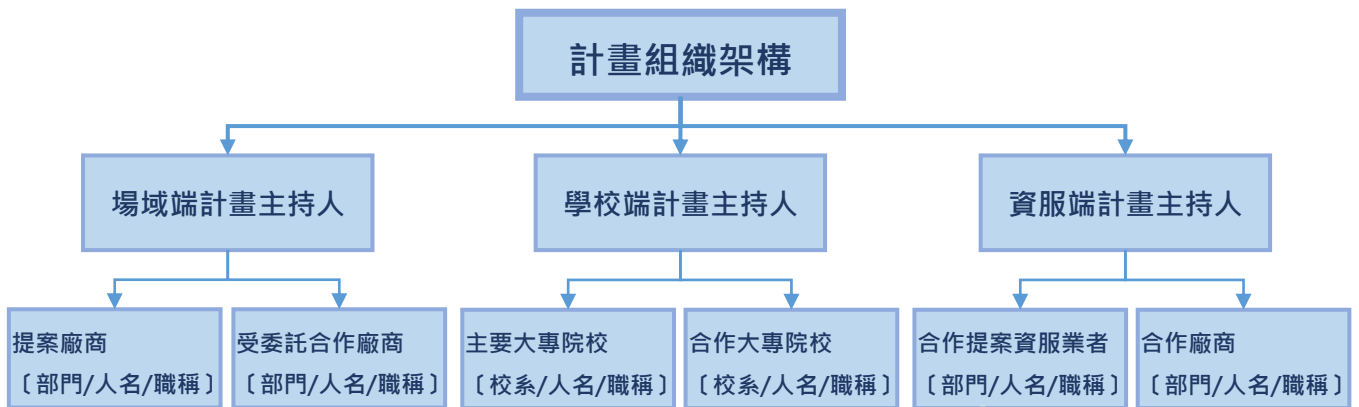 計畫組織架構
場域端計畫主持人
學校端計畫主持人
資服端計畫主持人
提案廠商
〔部門/人名/職稱〕
受委託合作廠商
〔部門/人名/職稱〕
主要大專院校
〔校系/人名/職稱〕
合作大專院校
〔校系/人名/職稱〕
合作提案資服業者
〔部門/人名/職稱〕
合作廠商
〔部門/人名/職稱〕